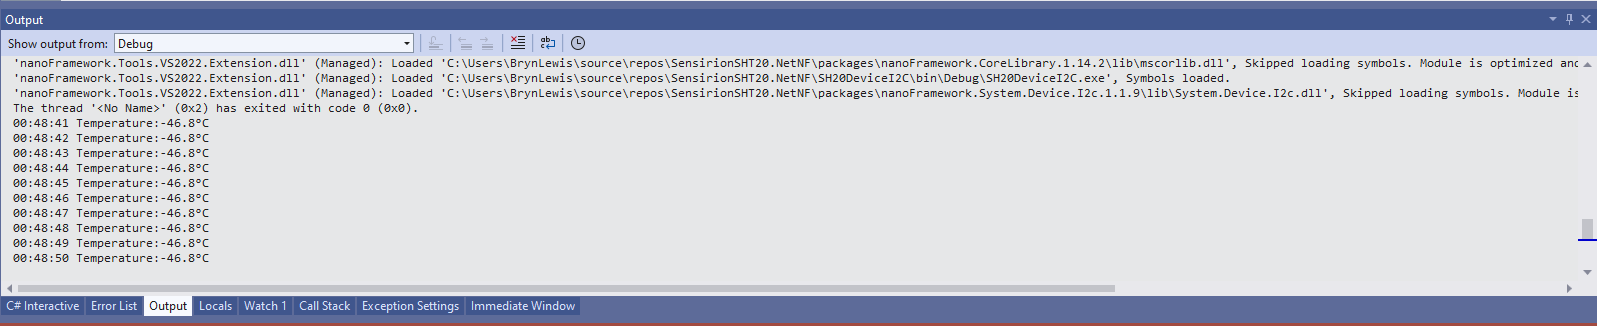 Output
Show output from: Debug
'nanoFramework.Tools.VS2022.Extension.dll' (Managed): Loaded 'C:\Users\BrynLewis\source\repos\SensirionSHT20.NetNF\packages\nanoFramework.CoreLibrary.1.14.2\lib\mscorlib.dll', Skipped loading symbols. Module is optimized and
'nanoFramework.Tools.VS2022.Extension.dll' (Managed): Loaded 'C:\Users\BrynLewis\source\repos\SensirionSHT20.NetNF\SH20DeviceI2C\bin\Debug\SH20DeviceI2C.exe', Symbols loaded.
'nanoFramework.Tools.VS2022.Extension.dll' (Managed): Loaded 'C:\Users\BrynLewis\source\repos\SensirionSHT20.NetNF\packages\nanoFramework.System.Device.I2c.1.1.9\lib\System.Device.I2c.dll', Skipped loading symbols. Module is
The thread '<No Name>' (0x2) has exited with code 0 (0x0).
00:48:41 Temperature:-46.8°C
00:48:42 Temperature:-46.8°C
00:48:43 Temperature:-46.8°C
00:48:44 Temperature:-46.8°C
00:48:45 Temperature:-46.8°C
00:48:46 Temperature:-46.8°C
00:48:47 Temperature:-46.8°C
00:48:48 Temperature:-46.8°C
00:48:49 Temperature:-46.8°C
00:48:50 Temperature:-46.8°C
C# Interactive Error List Output Locals Watch 1 Call Stack Exception Settings Immediate Window